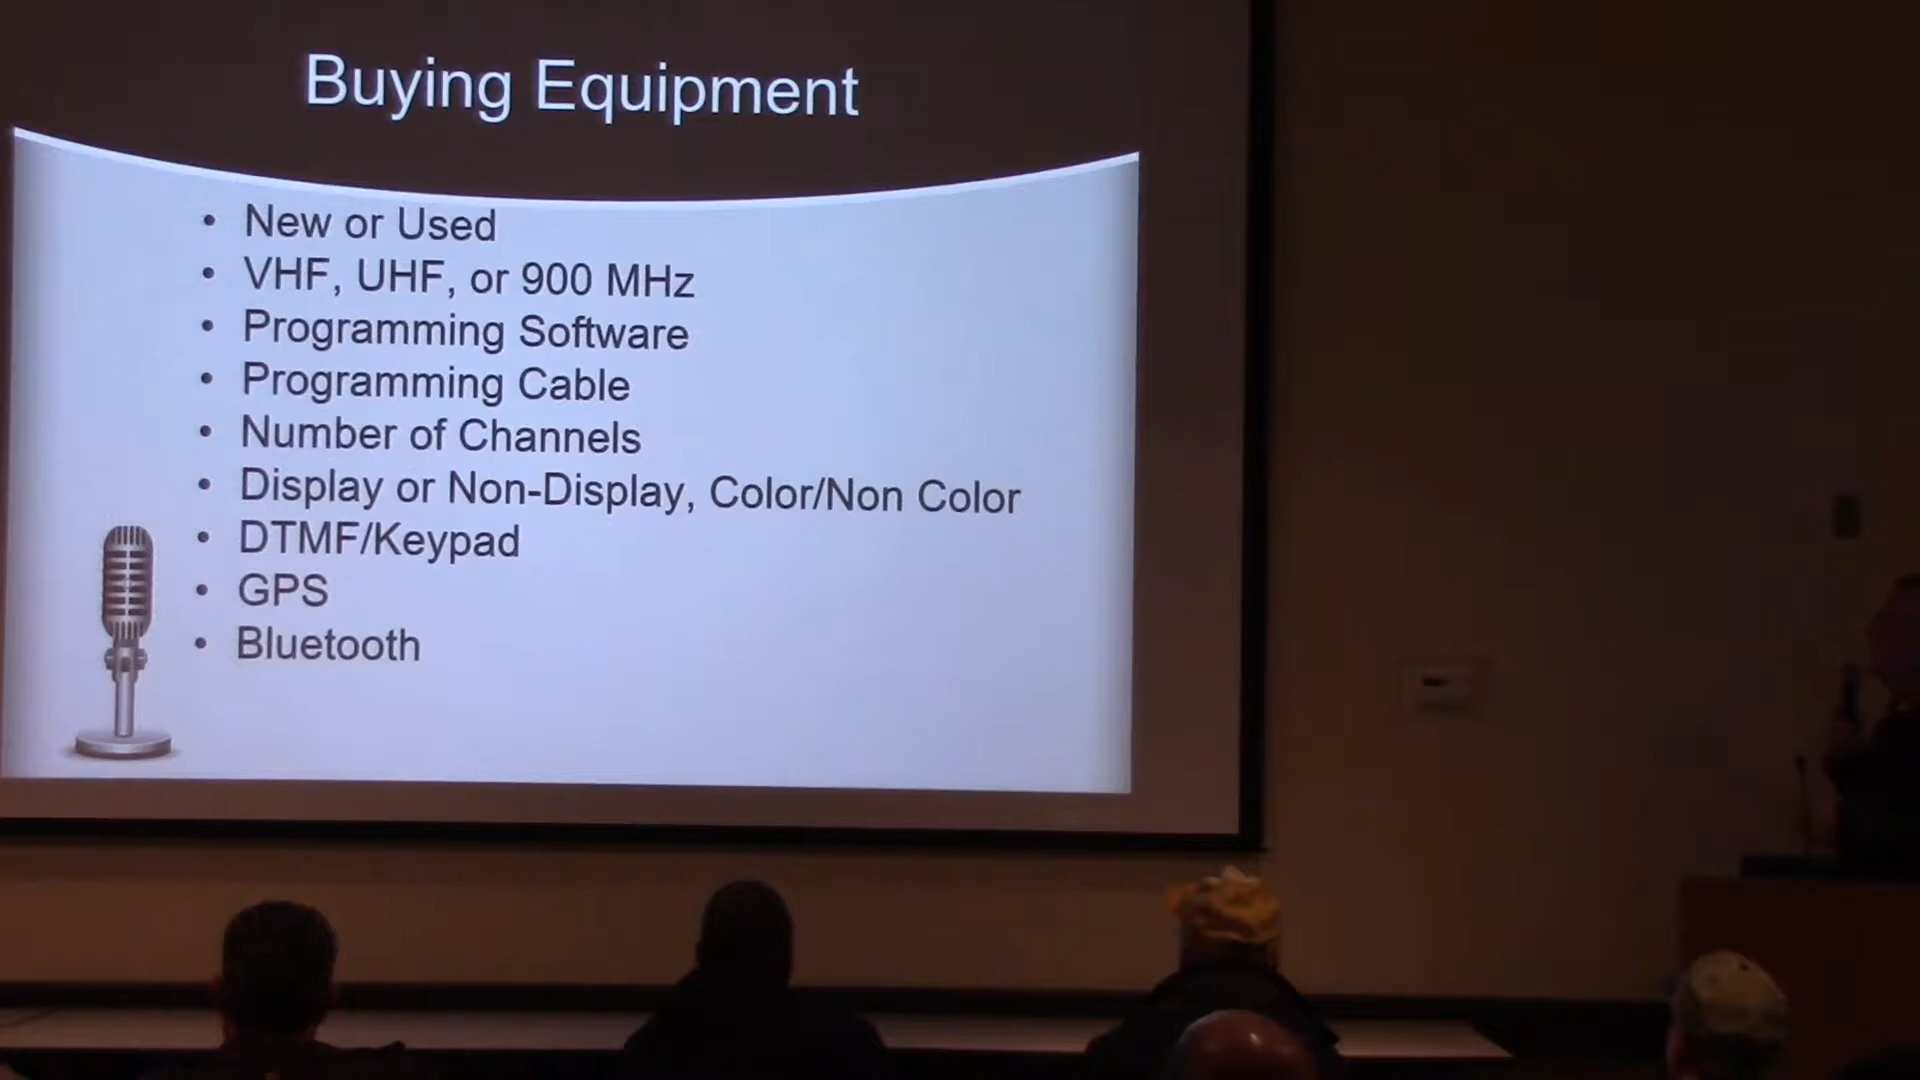 Buying Equipment
• New or Used
• VHF, UHF, or 900 MHz
• Programming Software
• Programming Cable
• Number of Channels
• Display or Non-Display, Color/Non Color
• DTMF/Keypad
• GPS
• Bluetooth